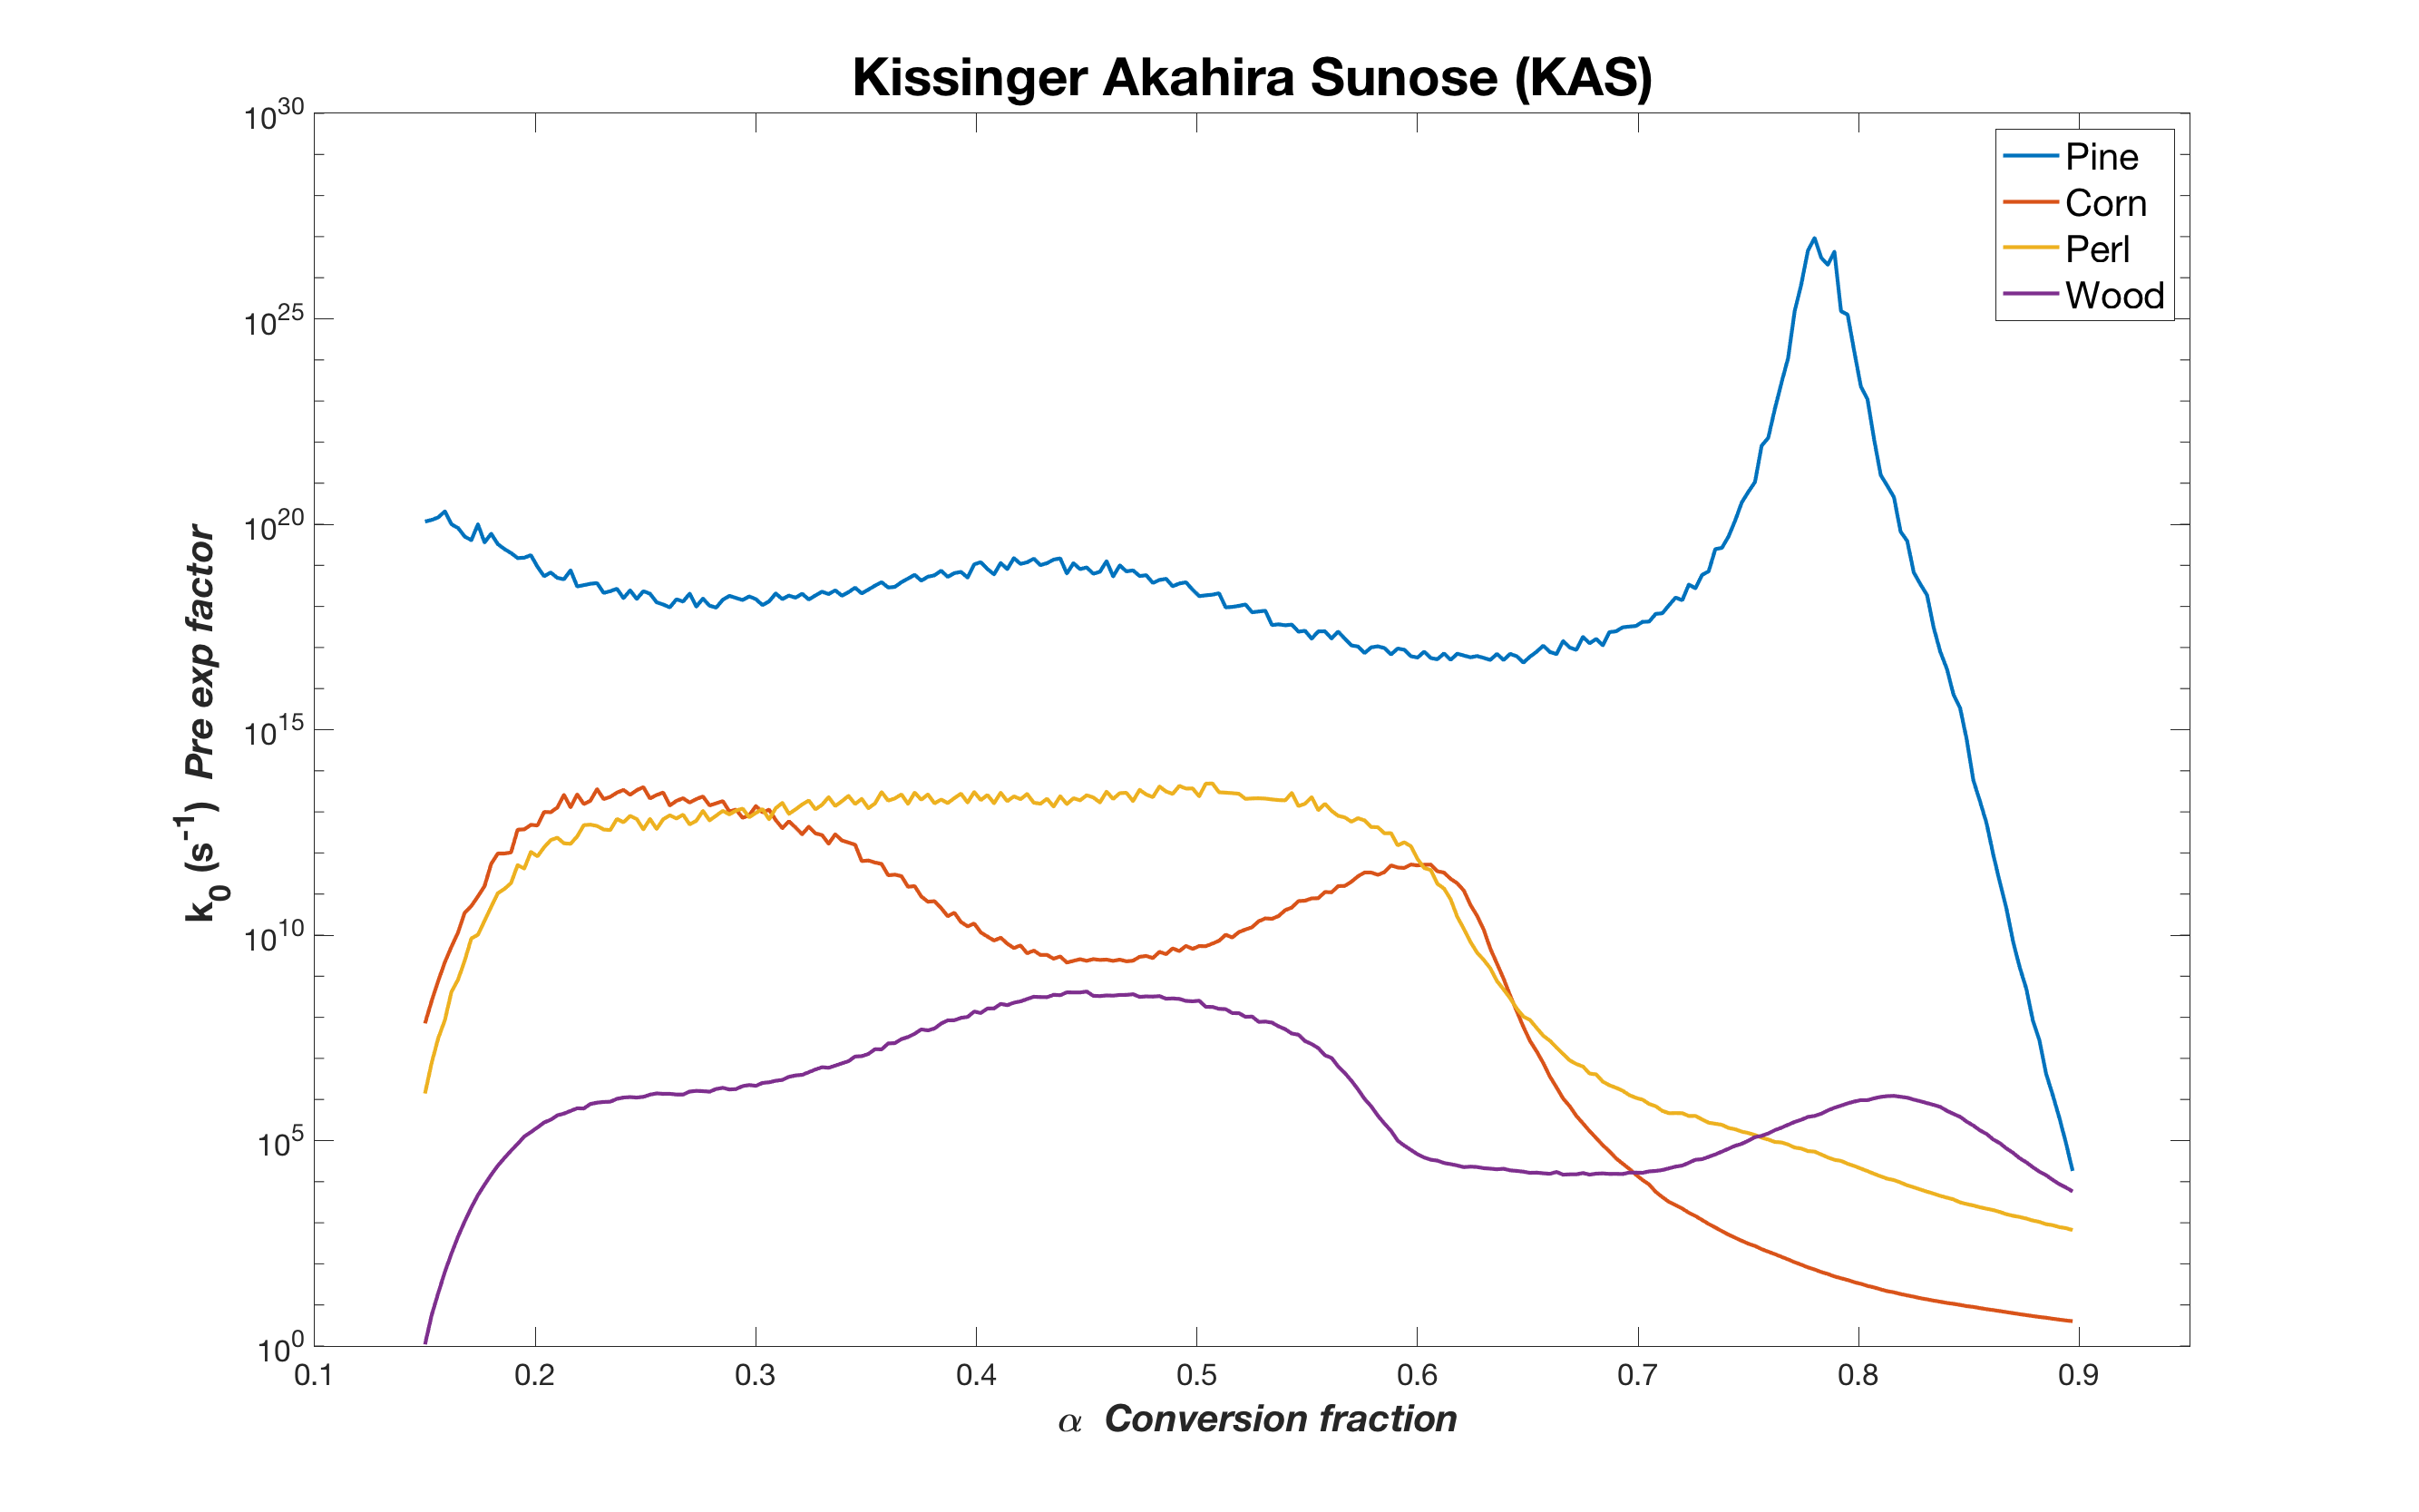 Kissinger Akahira Sunose (KAS)
10^30
10^25
10^20
10^15
10^10
10^5
10^0
k_0 (s^-1) Pre exp factor
Pine
Corn
Perl
Wood
0.1 0.2 0.3 0.4 0.5 0.6 0.7 0.8 0.9
α Conversion fraction